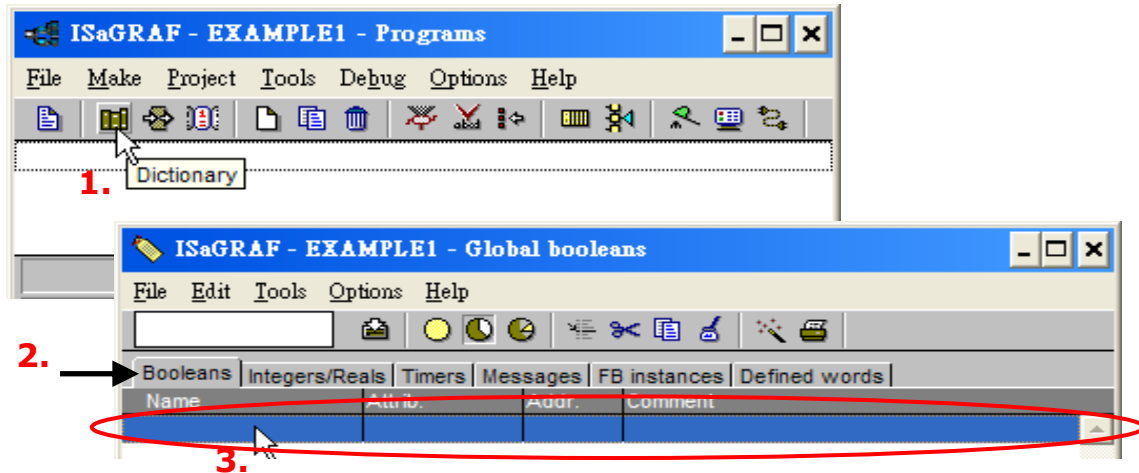 ISaGRAF - EXAMPLE1 - Programs
File Make Project Tools Debug Options Help
1. Dictionary
ISaGRAF - EXAMPLE1 - Global booleans
File Edit Tools Options Help
2.
Booleans Integers/Reals Timers Messages FB instances Defined words
Name Attrib. Addr. Comment
3.